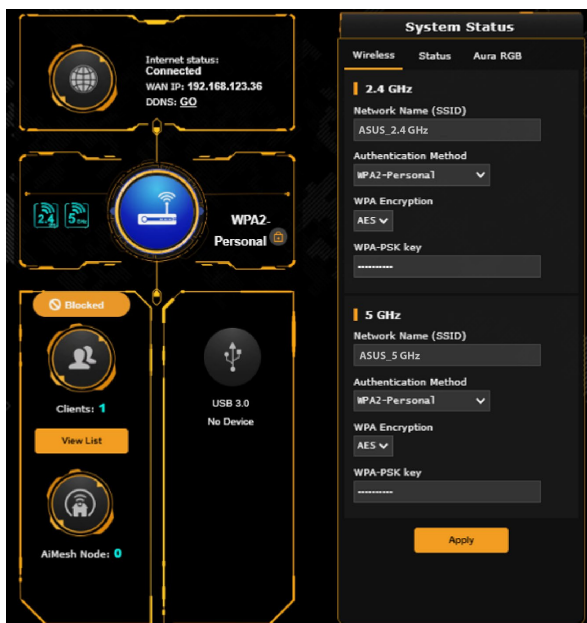 Internet status:
Connected
WAN IP: 192.168.123.36
DDNS: GO
2.4
GHz
5
GHz
WPA2-
Personal
Blocked
Clients: 1
View List
AiMesh Node: 0
USB 3.0
No Device
System Status
Wireless Status Aura RGB
2.4 GHz
Network Name (SSID)
ASUS_2.4 GHz
Authentication Method
WPA2-Personal
WPA Encryption
AES
WPA-PSK key
----------
5 GHz
Network Name (SSID)
ASUS_5 GHz
Authentication Method
WPA2-Personal
WPA Encryption
AES
WPA-PSK key
----------
Apply